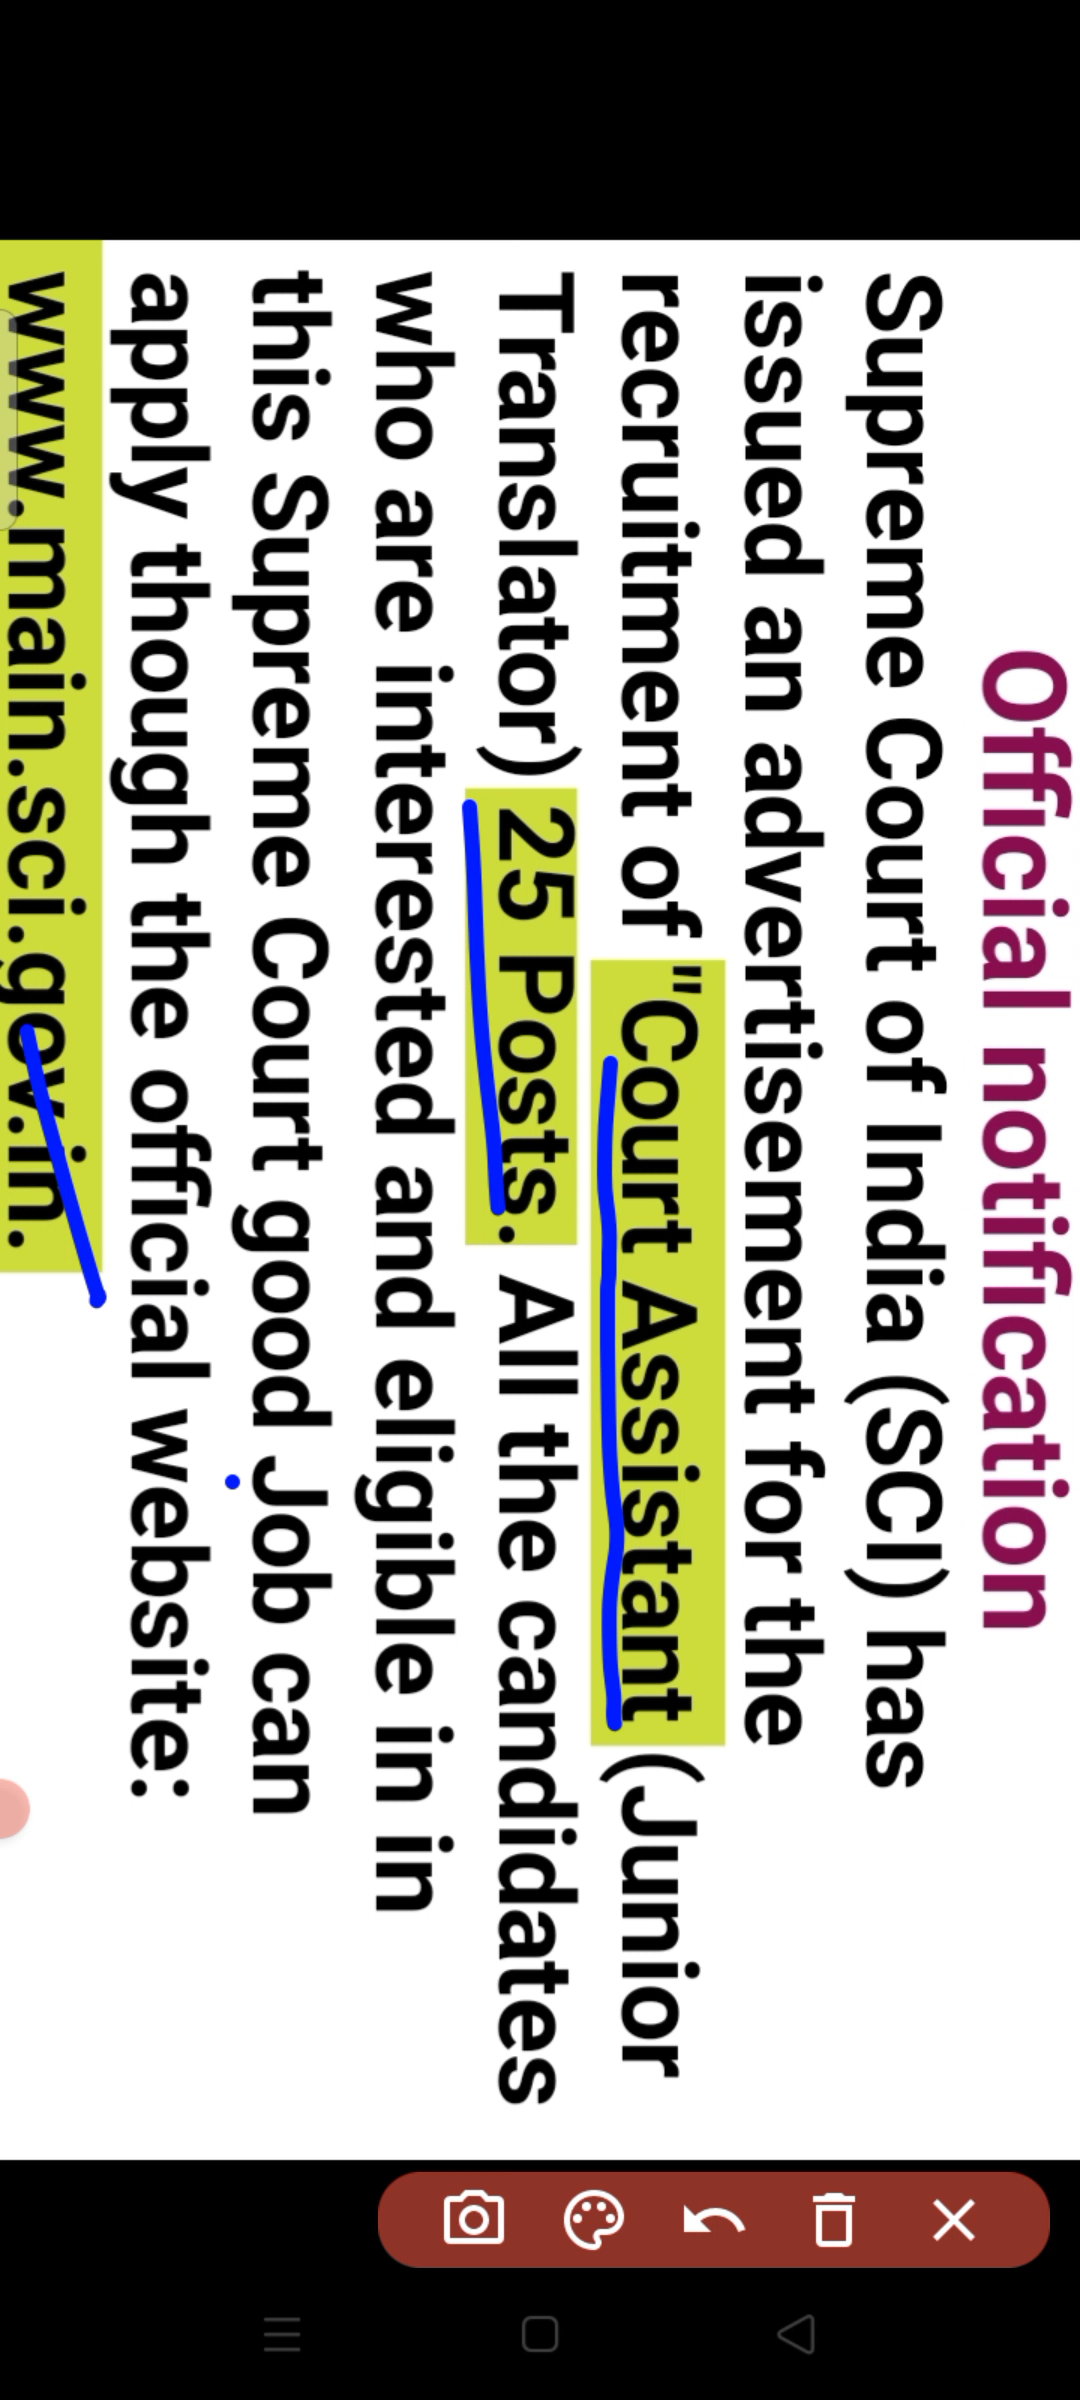 Official notification
Supreme Court of India (SCI) has
issued an advertisement for the
recruitment of "Court Assistant (Junior
Translator) 25 Posts. All the candidates
who are interested and eligible in in
this Supreme Court good Job can
apply though the official website:
www.main.sci.gov.in.